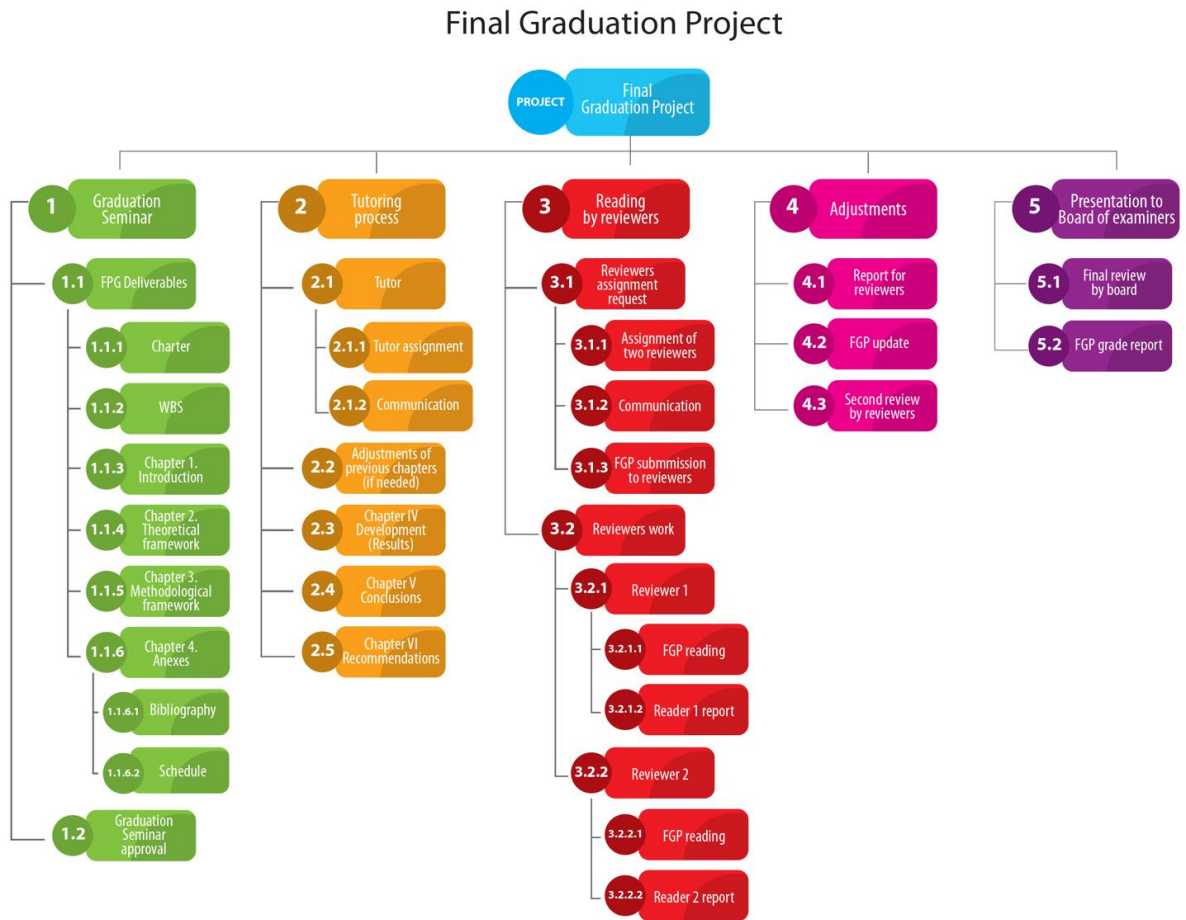 Final Graduation Project
PROJECT
Final
Graduation Project
1
Graduation
Seminar
1.1
FPG Deliverables
1.1.1
Charter
1.1.2
WBS
1.1.3
Chapter 1.
Introduction
1.1.4
Chapter 2.
Theoretical
framework
1.1.5
Chapter 3.
Methodological
framework
1.1.6
Chapter 4.
Anexes
1.1.6.1
Bibliography
1.1.6.2
Schedule
1.2
Graduation
Seminar
approval
2
Tutoring
process
2.1
Tutor
2.1.1
Tutor assignment
2.1.2
Communication
2.2
Adjustments of
previous chapters
(if needed)
2.3
Chapter IV
Development
(Results)
2.4
Chapter V
Conclusions
2.5
Chapter VI
Recommendations
3
Reading
by reviewers
3.1
Reviewers
assignment
request
3.1.1
Assignment of
two reviewers
3.1.2
Communication
3.1.3
FGP submmission
to reviewers
3.2
Reviewers work
3.2.1
Reviewer 1
3.2.1.1
FGP reading
3.2.1.2
Reader 1 report
3.2.2
Reviewer 2
3.2.2.1
FGP reading
3.2.2.2
Reader 2 report
4
Adjustments
4.1
Report for
reviewers
4.2
FGP update
4.3
Second review
by reviewers
5
Presentation to
Board of examiners
5.1
Final review
by board
5.2
FGP grade report